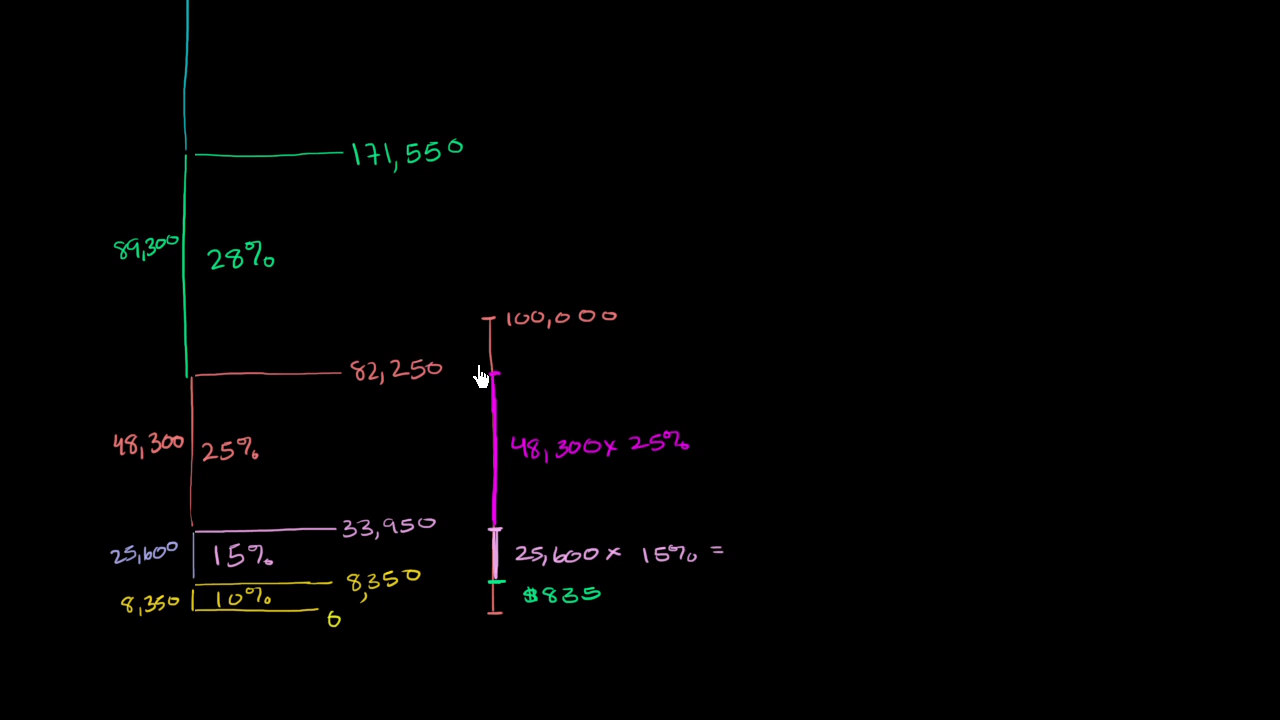 171,550
89,300 28%
100,000
82,250
48,300 25% 48,300 x 25%
33,950
25,600 15% 25,600 x 15% =
8,350
8,350 10% $835
0